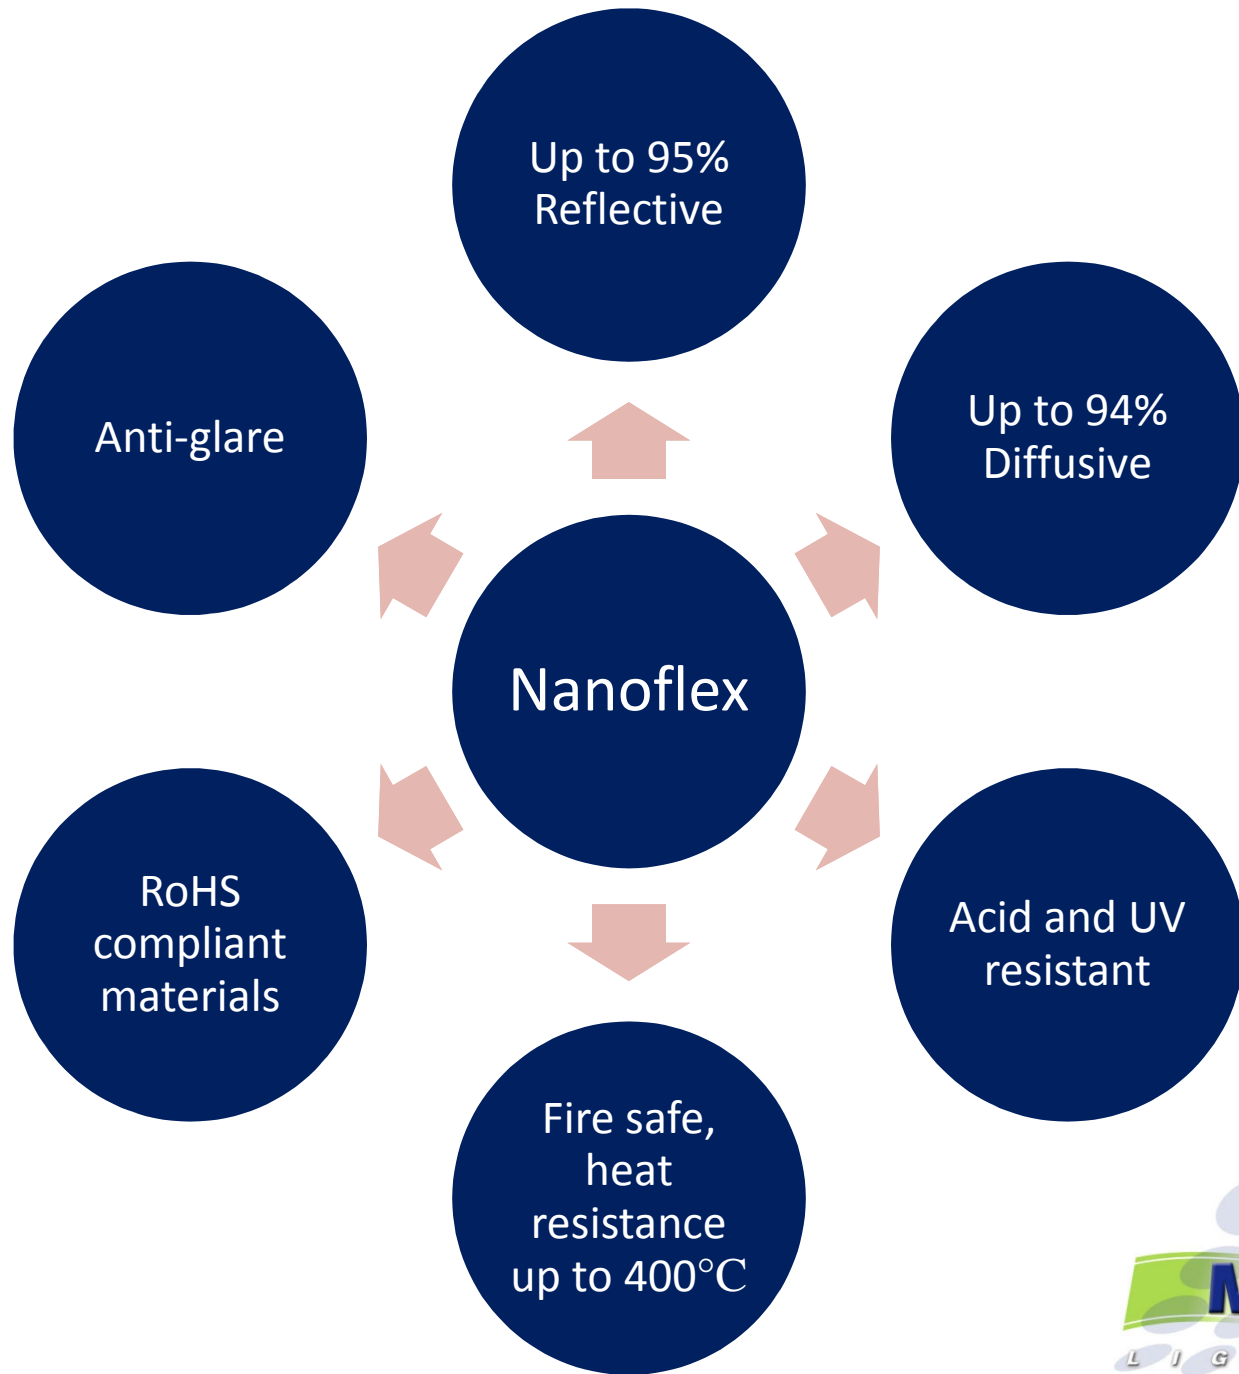 Up to 95%
Reflective
Anti-glare
Up to 94%
Diffusive
Nanoflex
RoHS
compliant
materials
Acid and UV
resistant
Fire safe,
heat
resistance
up to 400℃